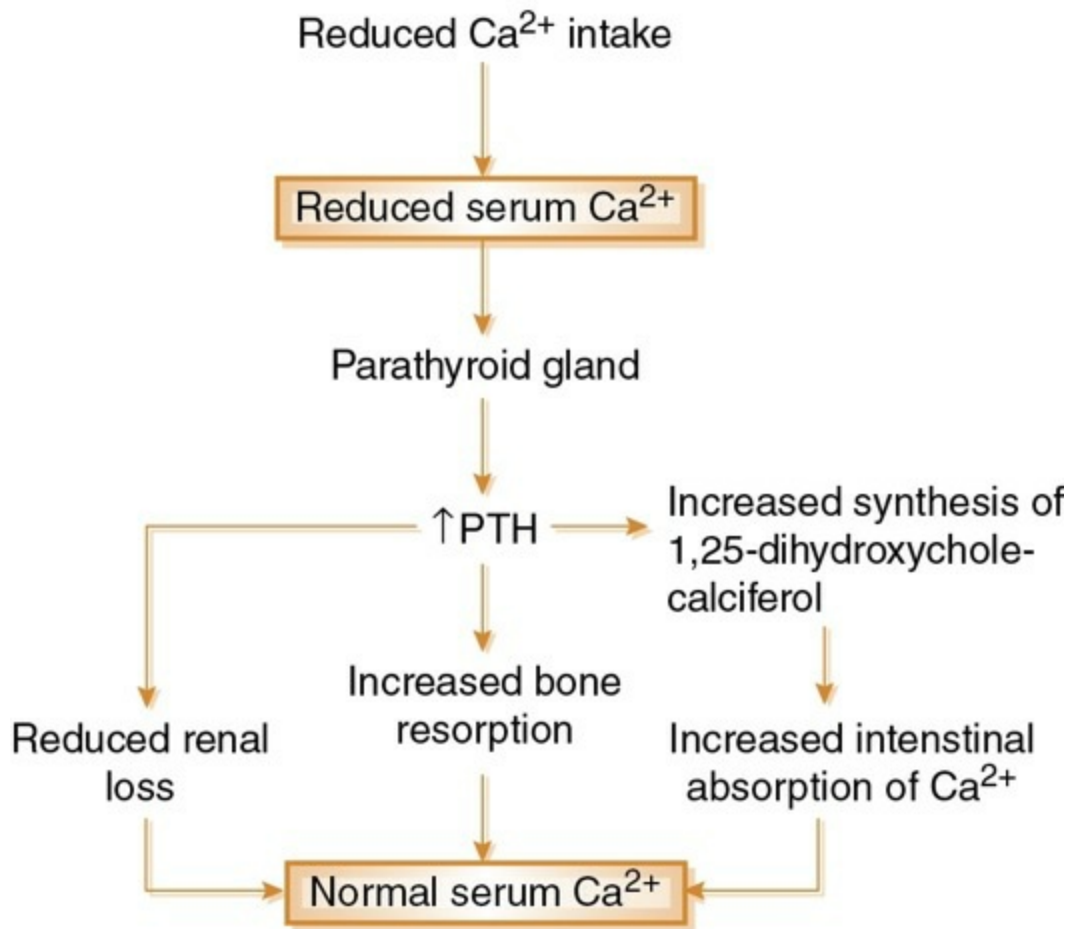 Reduced Ca²⁺ intake
Reduced serum Ca²⁺
Parathyroid gland
↑PTH
Increased synthesis of
1,25-dihydroxychole-
calciferol
Reduced renal
loss
Increased bone
resorption
Increased intenstinal
absorption of Ca²⁺
Normal serum Ca²⁺